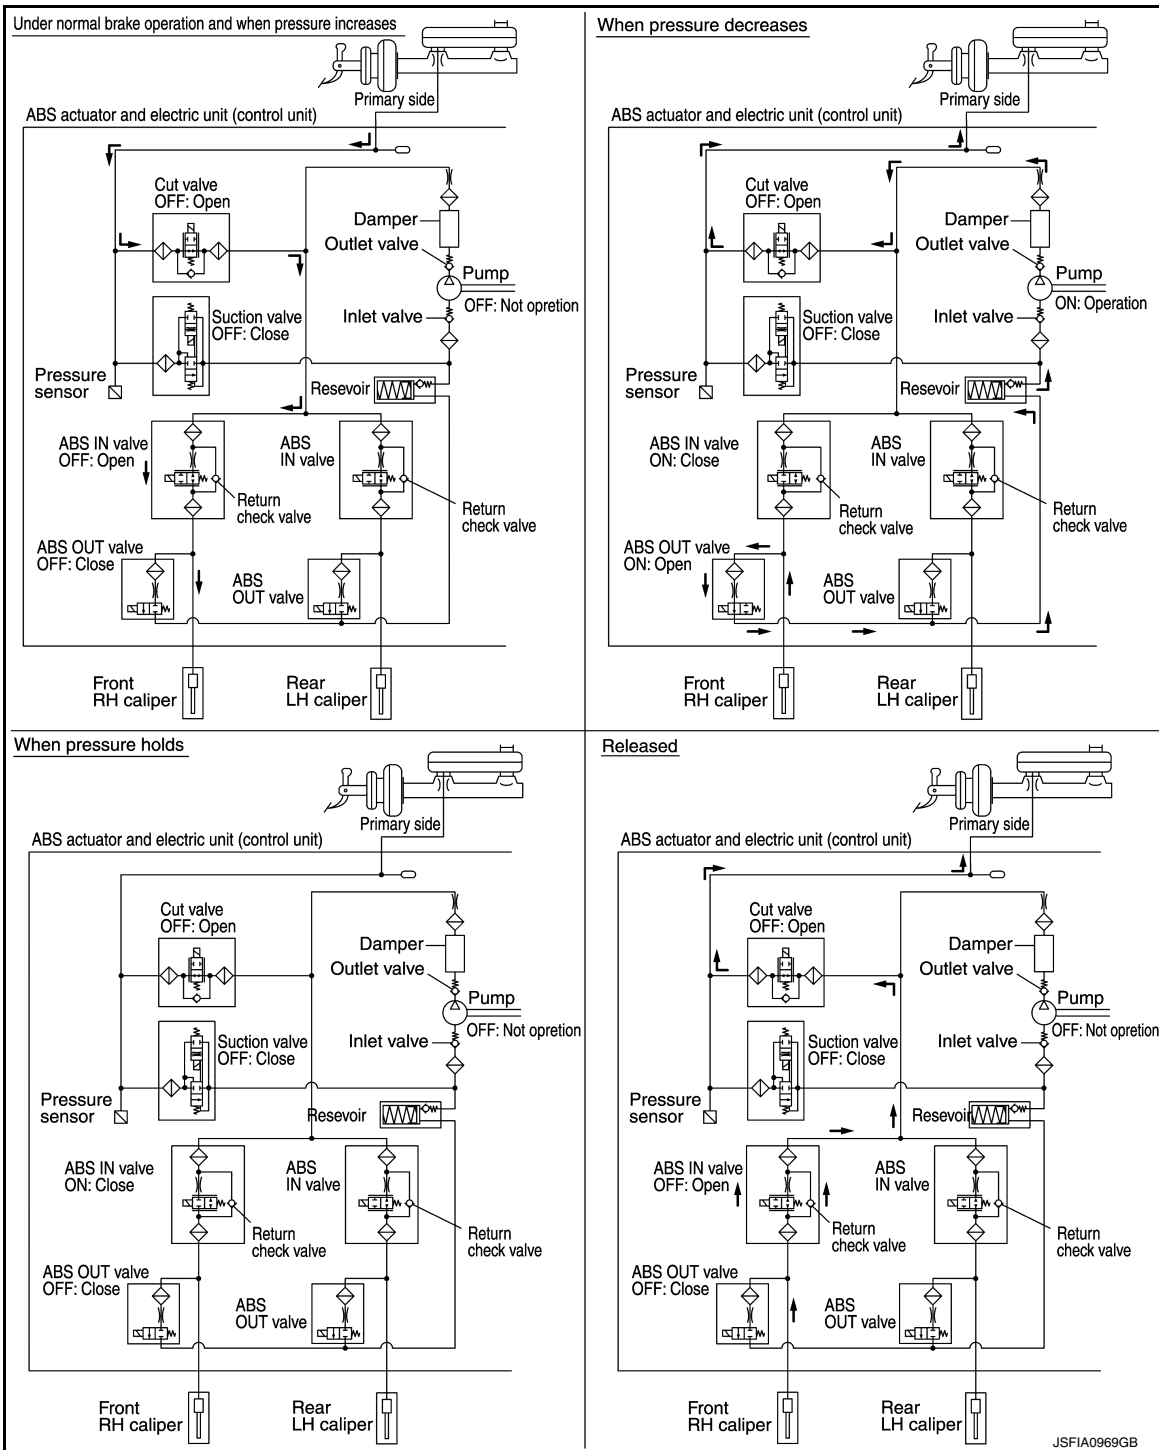 Under normal brake operation and when pressure increases
Primary side
ABS actuator and electric unit (control unit)
Cut valve
OFF: Open
Damper
Outlet valve
Pump
OFF: Not opretion
Suction valve
OFF: Close
Inlet valve
Pressure
sensor
Resevoir
ABS IN valve
OFF: Open
ABS
IN valve
Return
check valve
Return
check valve
ABS OUT valve
OFF: Close
ABS
OUT valve
Front
RH caliper
Rear
LH caliper
When pressure decreases
Primary side
ABS actuator and electric unit (control unit)
Cut valve
OFF: Open
Damper
Outlet valve
Pump
ON: Operation
Suction valve
OFF: Close
Inlet valve
Pressure
sensor
Resevoir
ABS IN valve
ON: Close
ABS
IN valve
Return
check valve
Return
check valve
ABS OUT valve
ON: Open
ABS
OUT valve
Front
RH caliper
Rear
LH caliper
When pressure holds
Primary side
ABS actuator and electric unit (control unit)
Cut valve
OFF: Open
Damper
Outlet valve
Pump
OFF: Not opretion
Suction valve
OFF: Close
Inlet valve
Pressure
sensor
Resevoir
ABS IN valve
ON: Close
ABS
IN valve
Return
check valve
Return
check valve
ABS OUT valve
OFF: Close
ABS
OUT valve
Front
RH caliper
Rear
LH caliper
Released
Primary side
ABS actuator and electric unit (control unit)
Cut valve
OFF: Open
Damper
Outlet valve
Pump
OFF: Not opretion
Suction valve
OFF: Close
Inlet valve
Pressure
sensor
Resevoir
ABS IN valve
OFF: Open
ABS
IN valve
Return
check valve
Return
check valve
ABS OUT valve
OFF: Close
ABS
OUT valve
Front
RH caliper
Rear
LH caliper
JSFIA0969GB